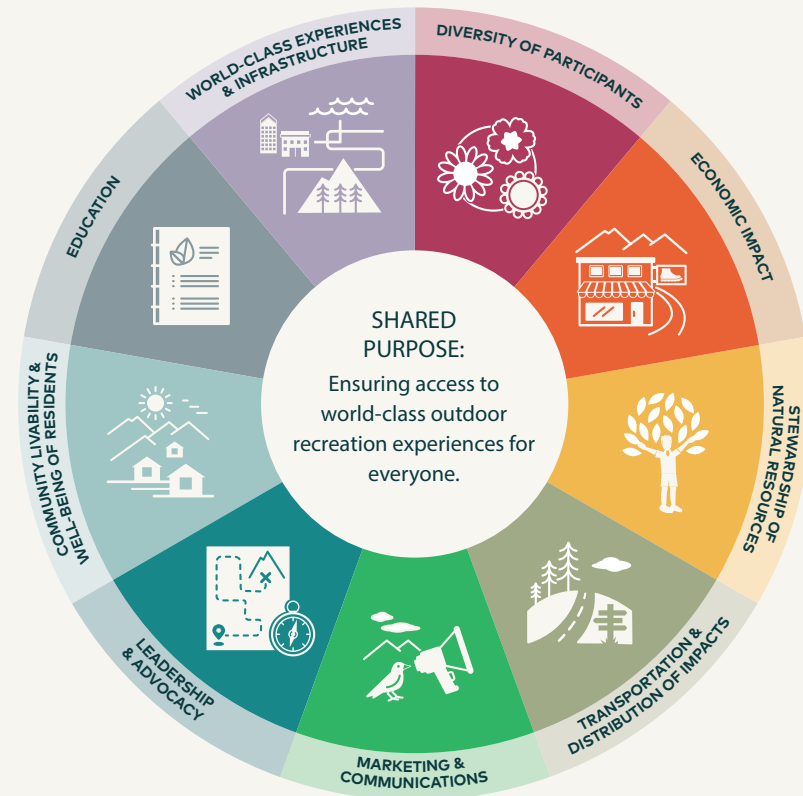 WORLD-CLASS EXPERIENCES
& INFRASTRUCTURE
DIVERSITY OF PARTICIPANTS
ECONOMIC IMPACT
STEWARDSHIP OF
NATURAL RESOURCES
TRANSPORTATION &
DISTRIBUTION OF IMPACTS
MARKETING &
COMMUNICATIONS
LEADERSHIP
& ADVOCACY
COMMUNITY LIVABILITY &
WELL-BEING OF RESIDENTS
EDUCATION
SHARED
PURPOSE:
Ensuring access to
world-class outdoor
recreation experiences for
everyone.